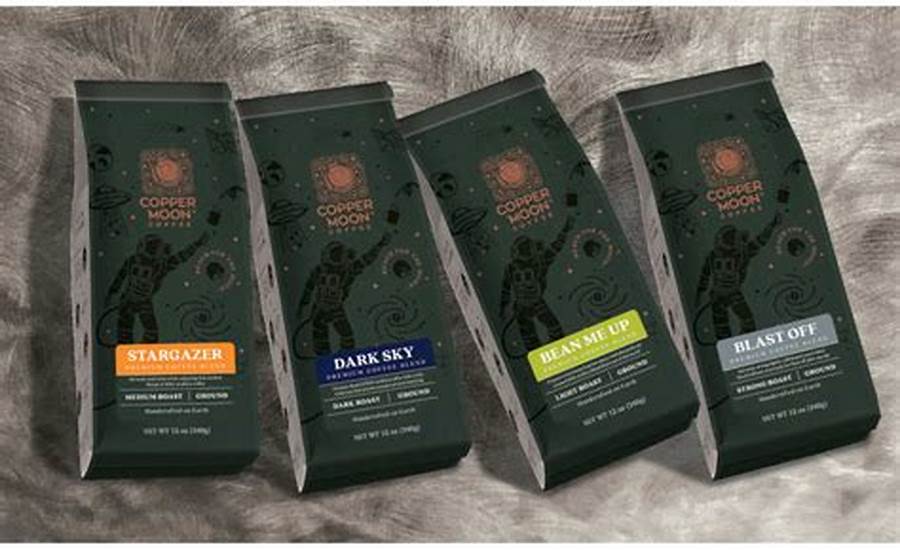 COPPER
MOON
COFFEE
STARGAZER
PREMIUM COFFEE BLEND
MEDIUM ROAST | GROUND
Handcrafted on Earth
NET WT 12 oz (340g)
COPPER
MOON
COFFEE
DARK SKY
PREMIUM COFFEE BLEND
DARK ROAST | GROUND
Handcrafted on Earth
NET WT 12 oz (340g)
COPPER
MOON
COFFEE
BEAN ME UP
PREMIUM COFFEE BLEND
LIGHT ROAST | GROUND
Handcrafted on Earth
NET WT 12 oz (340g)
COPPER
MOON
COFFEE
BLAST OFF
PREMIUM COFFEE BLEND
STRONG ROAST | GROUND
Handcrafted on Earth
NET WT 12 oz (340g)